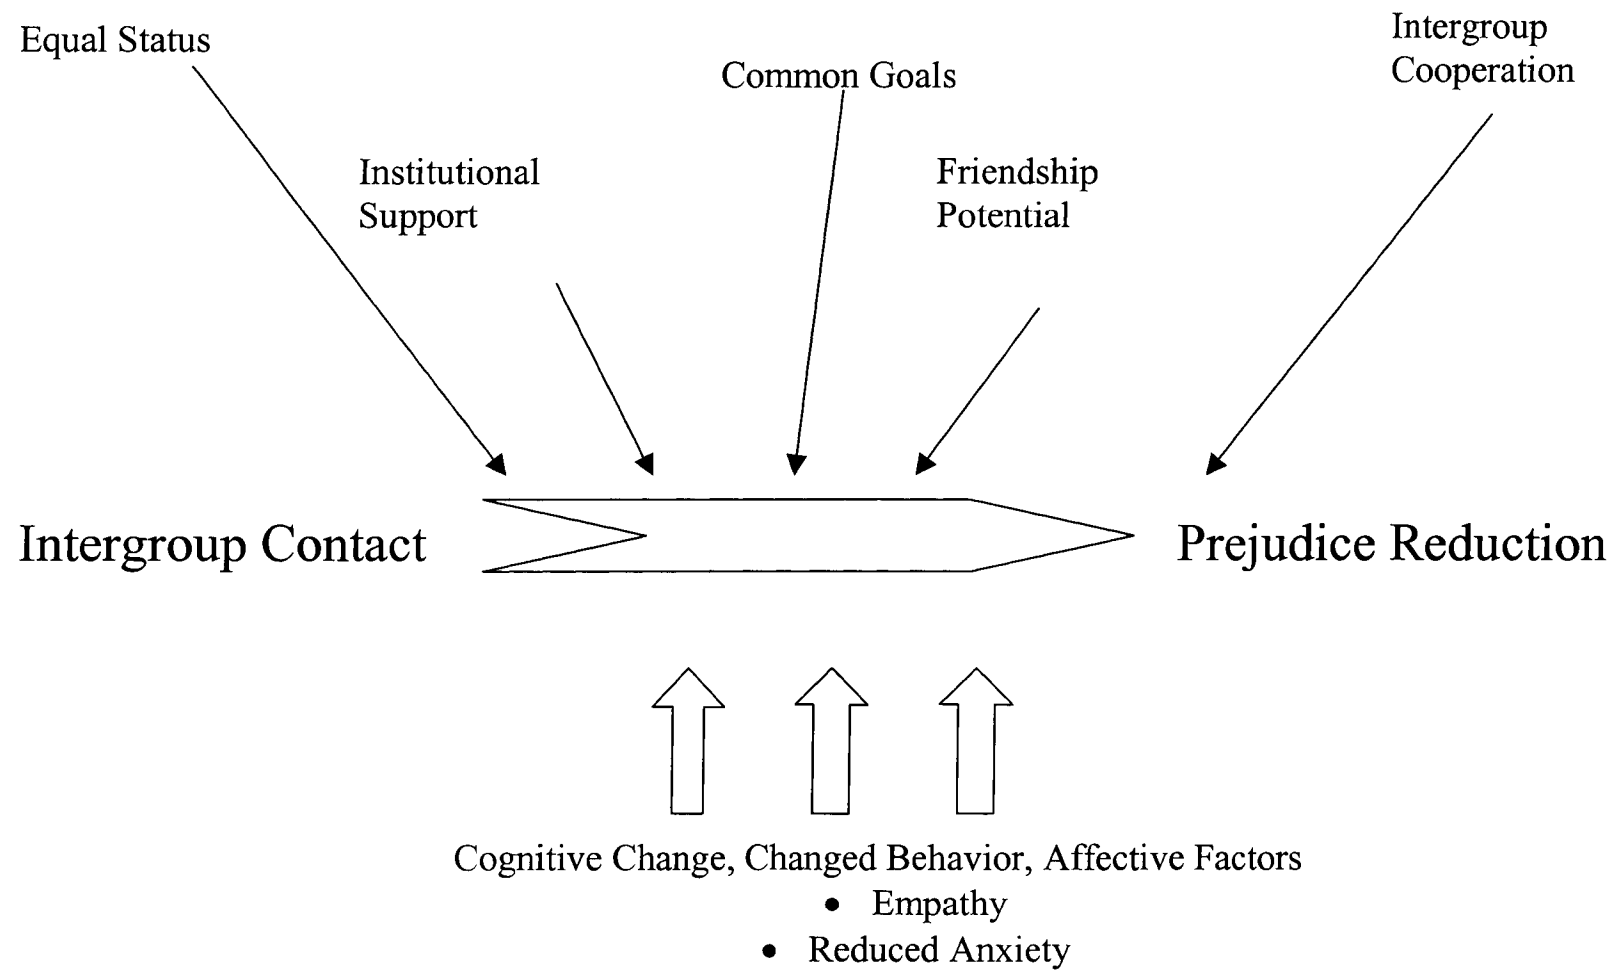 Equal Status
Common Goals
Intergroup
Cooperation
Institutional
Support
Friendship
Potential
Intergroup Contact
Prejudice Reduction
Cognitive Change, Changed Behavior, Affective Factors
• Empathy
• Reduced Anxiety